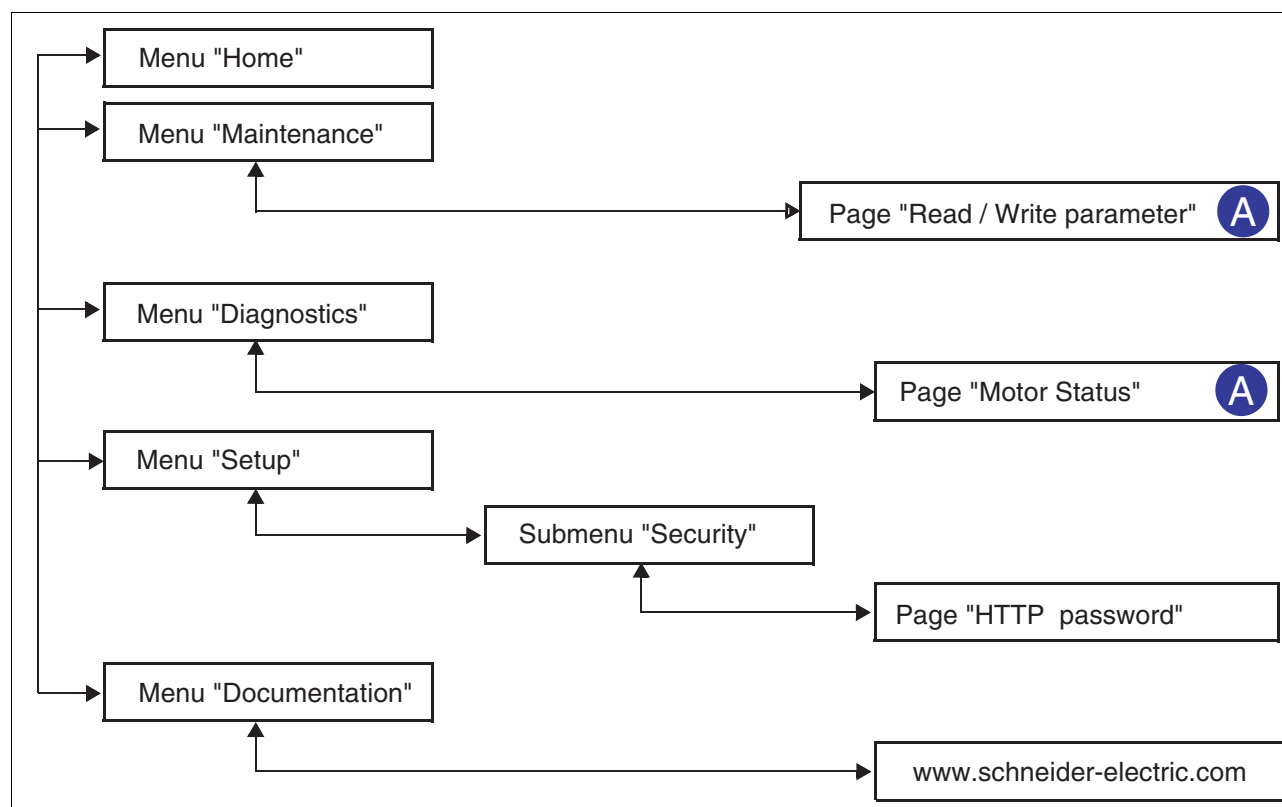 Menu "Home"
Menu "Maintenance"
Page "Read / Write parameter" A
Menu "Diagnostics"
Page "Motor Status" A
Menu "Setup"
Submenu "Security"
Page "HTTP password"
Menu "Documentation"
www.schneider-electric.com